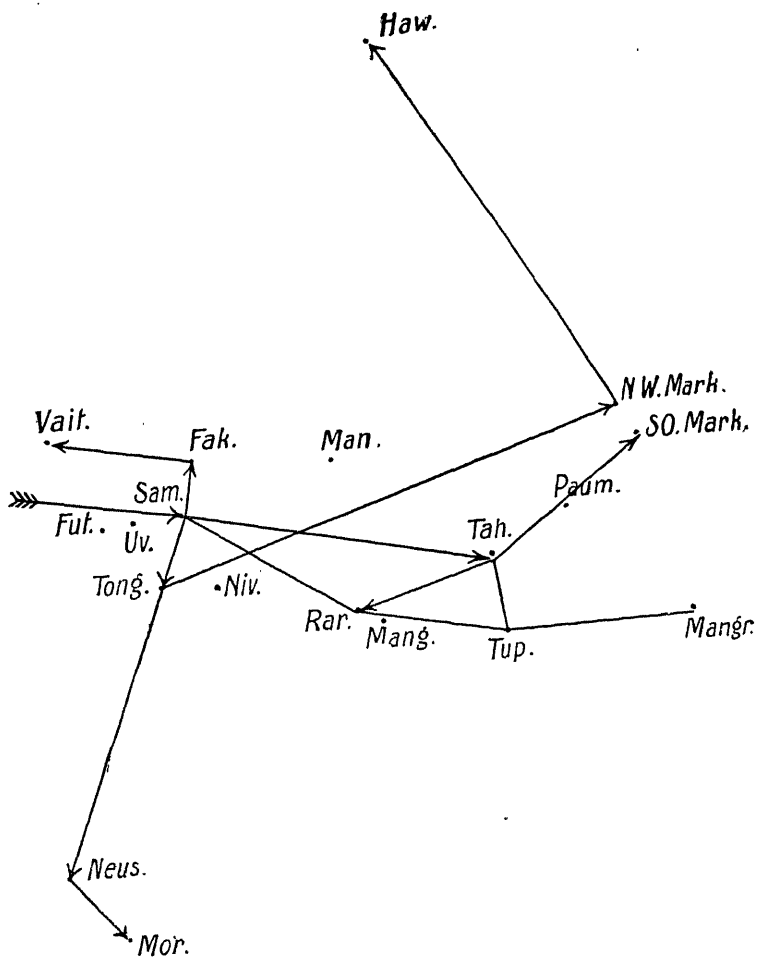 Haw.
NW. Mark.
SO. Mark.
Vait.
Fak.
Man.
Sam.
Paum.
Fut.
Uv.
Tah.
Tong.
Niv.
Rar.
Mang.
Tup.
Mangr.
Neus.
Mor.